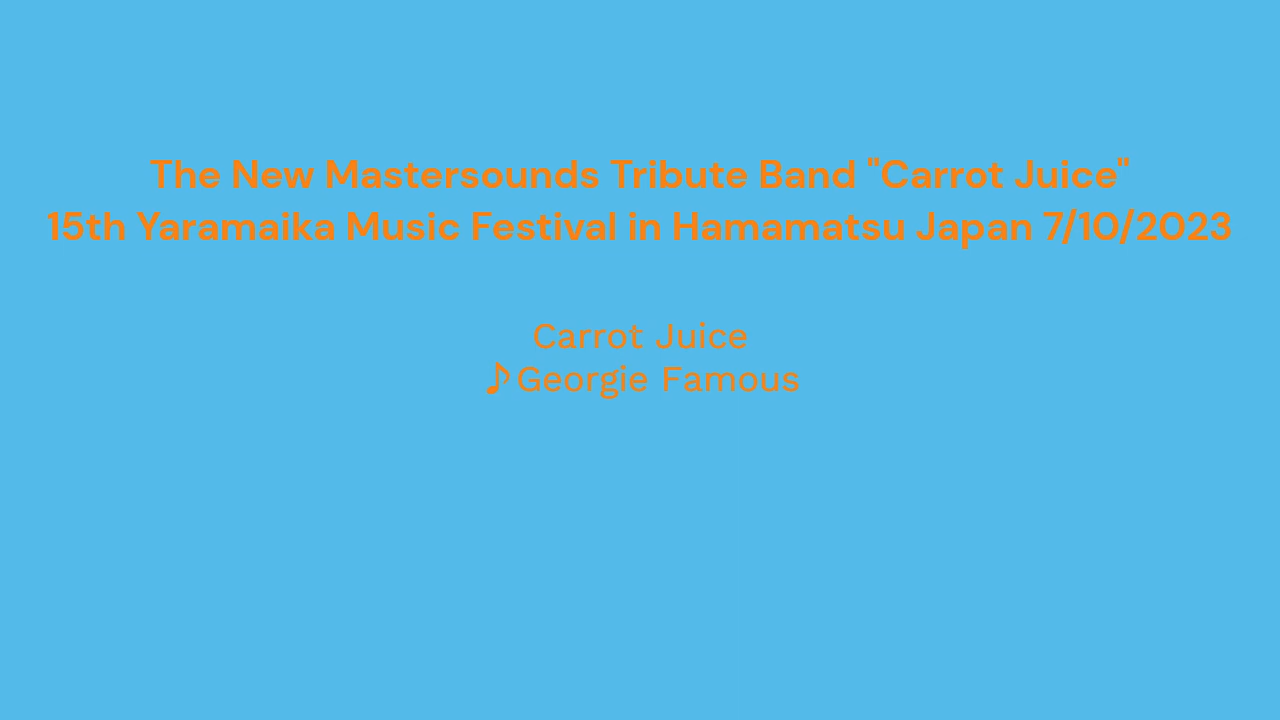 The New Mastersounds Tribute Band "Carrot Juice"
15th Yaramaika Music Festival in Hamamatsu Japan 7/10/2023
Carrot Juice
♪Georgie Famous